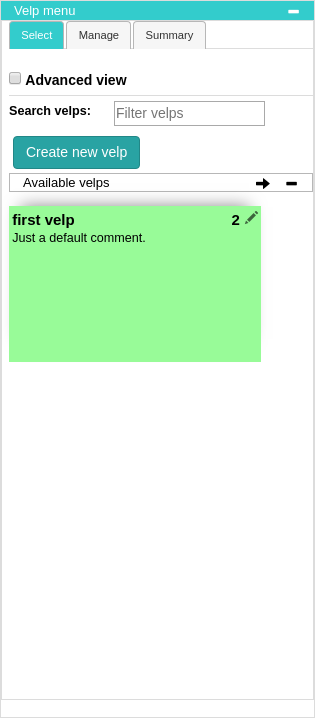 Velp menu
Select Manage Summary
Advanced view
Search velps: Filter velps
Create new velp
Available velps
first velp 2
Just a default comment.